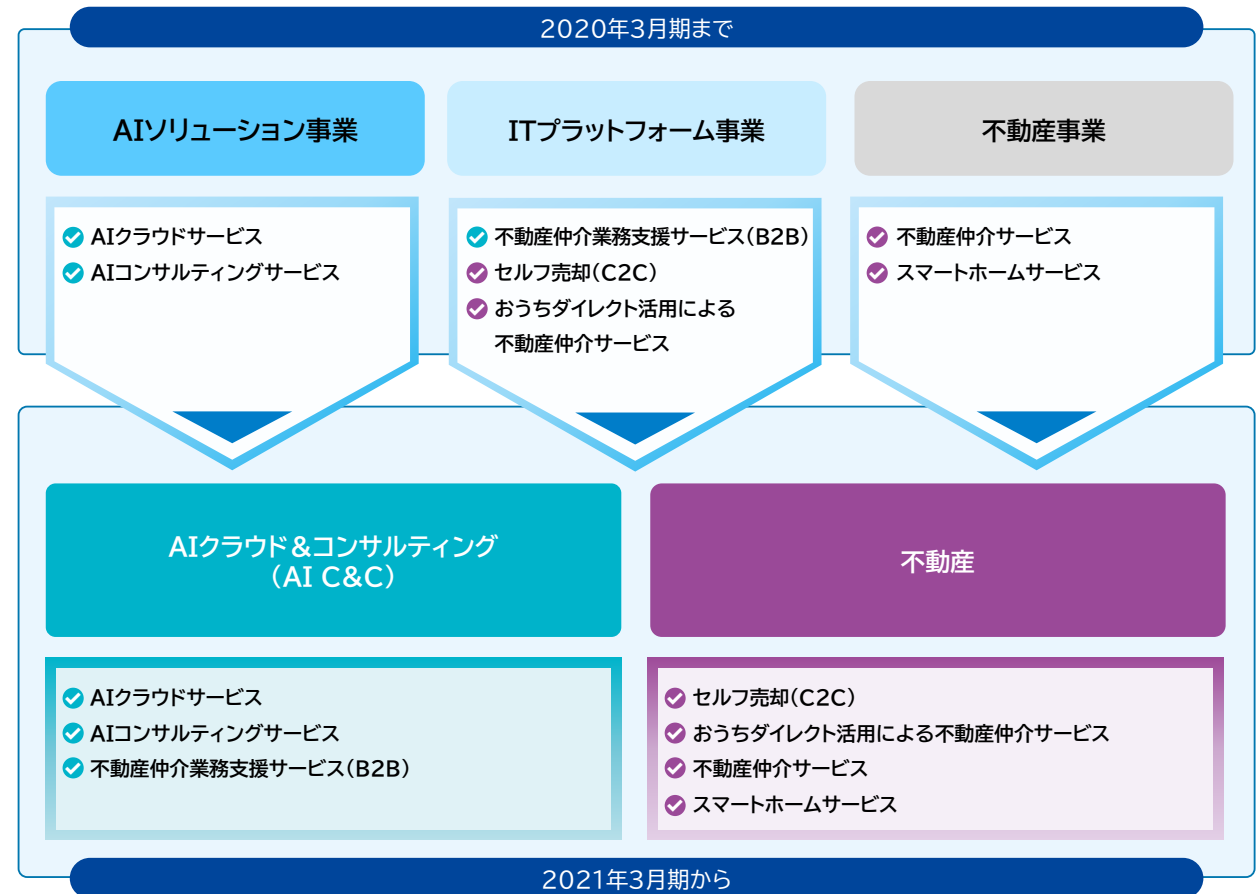 2020年3月期まで
AIソリューション事業
ITプラットフォーム事業
不動産事業
AIクラウドサービス
AIコンサルティングサービス
不動産仲介業務支援サービス(B2B)
セルフ売却(C2C)
おうちダイレクト活用による
不動産仲介サービス
不動産仲介サービス
スマートホームサービス
AIクラウド&コンサルティング
(AI C&C)
不動産
AIクラウドサービス
AIコンサルティングサービス
不動産仲介業務支援サービス(B2B)
セルフ売却(C2C)
おうちダイレクト活用による不動産仲介サービス
不動産仲介サービス
スマートホームサービス
2021年3月期から